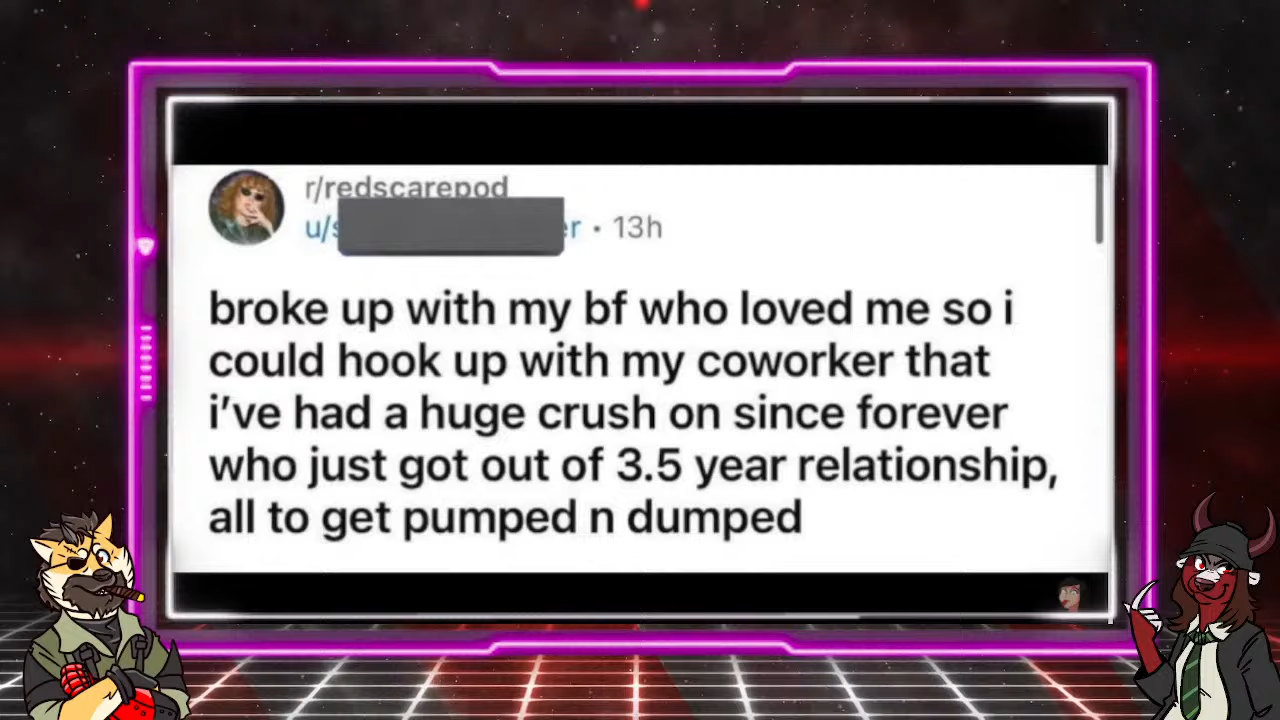 r/redscarepod
u/s er • 13h
broke up with my bf who loved me so i
could hook up with my coworker that
i've had a huge crush on since forever
who just got out of 3.5 year relationship,
all to get pumped n dumped